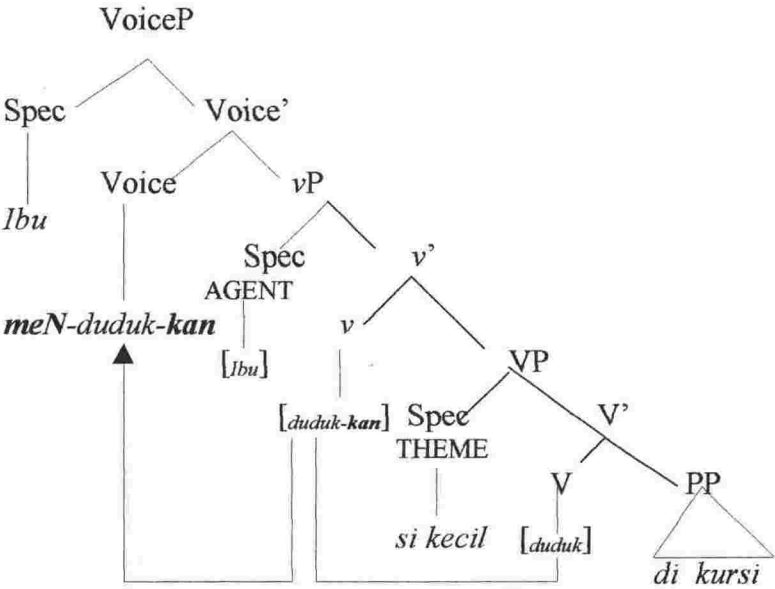 VoiceP
Spec Voice’
Voice vP
Ibu
Spec v’
AGENT
meN-duduk-kan v
[Ibu] VP
[duduk-kan] Spec V’
THEME
V PP
si kecil [duduk]
di kursi